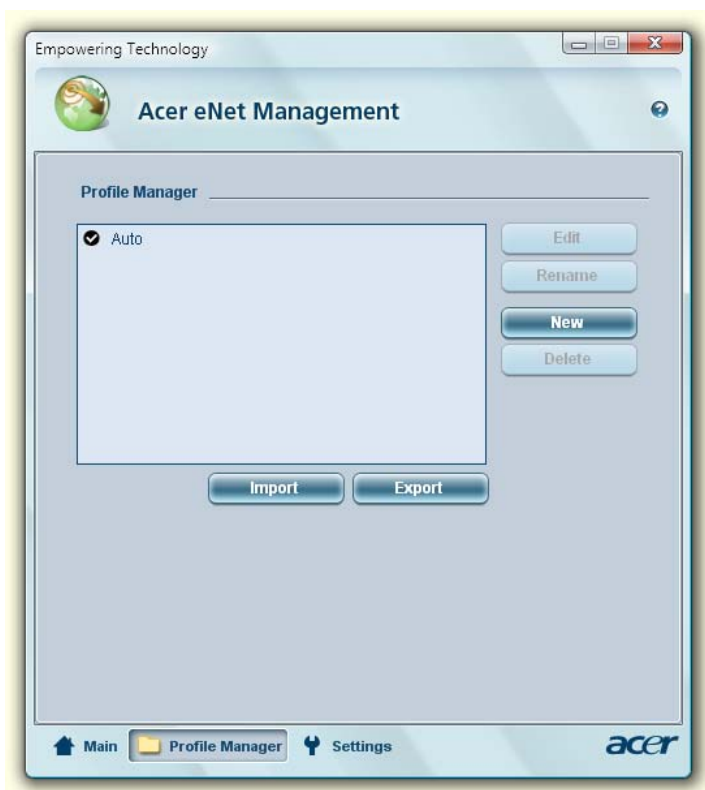 Empowering Technology
Acer eNet Management
Profile Manager
Auto
Edit
Rename
New
Delete
Import
Export
Main
Profile Manager
Settings
acer